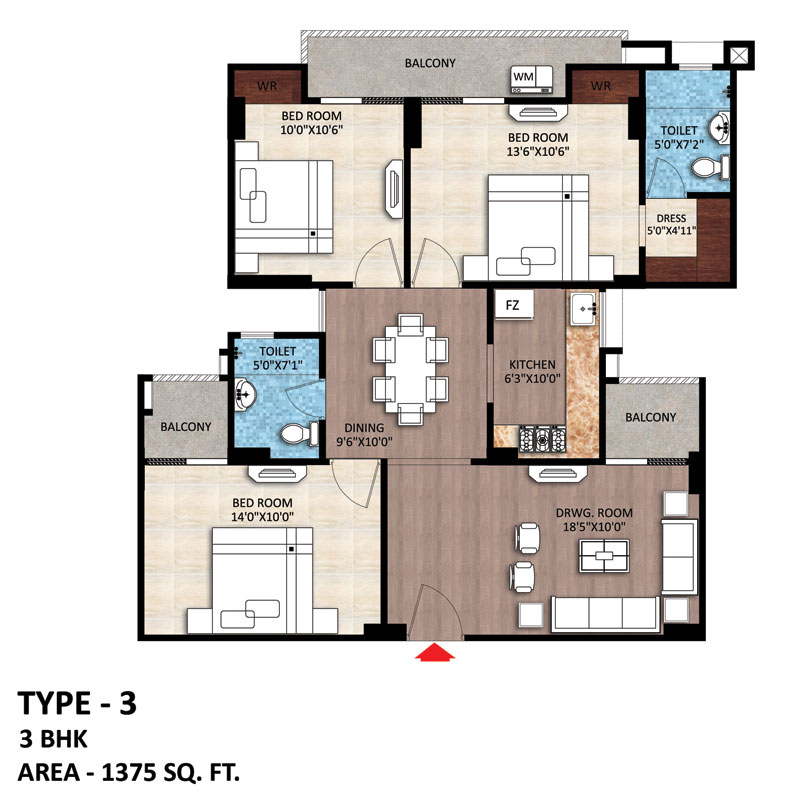 BALCONY
WM
WR
WR
BED ROOM
10'0"X10'6"
BED ROOM
13'6"X10'6"
TOILET
5'0"X7'2"
DRESS
5'0"X4'11"
FZ
TOILET
5'0"X7'1"
KITCHEN
6'3"X10'0"
BALCONY
DINING
9'6"X10'0"
BALCONY
BED ROOM
14'0"X10'0"
DRWG. ROOM
18'5"X10'0"
TYPE - 3
3 BHK
AREA - 1375 SQ. FT.